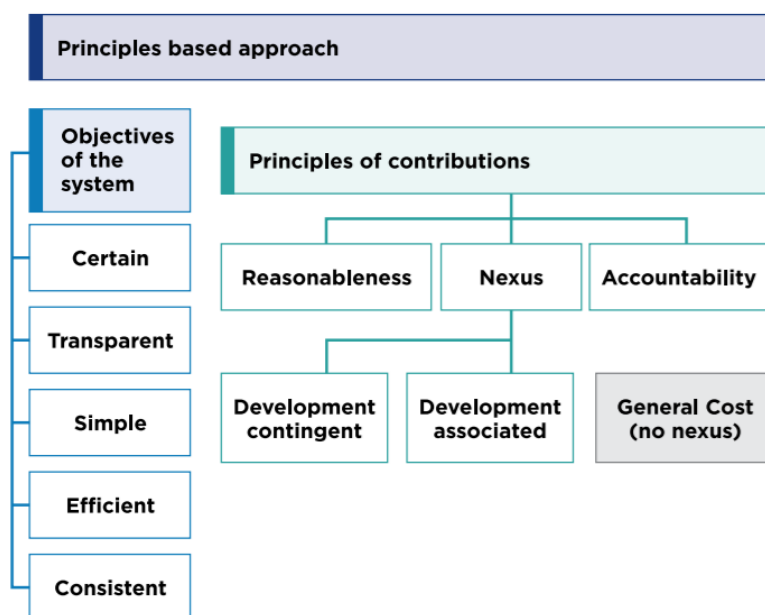 Principles based approach
Objectives
of the
system
Certain
Transparent
Simple
Efficient
Consistent
Principles of contributions
Reasonableness
Nexus
Accountability
Development
contingent
Development
associated
General Cost
(no nexus)